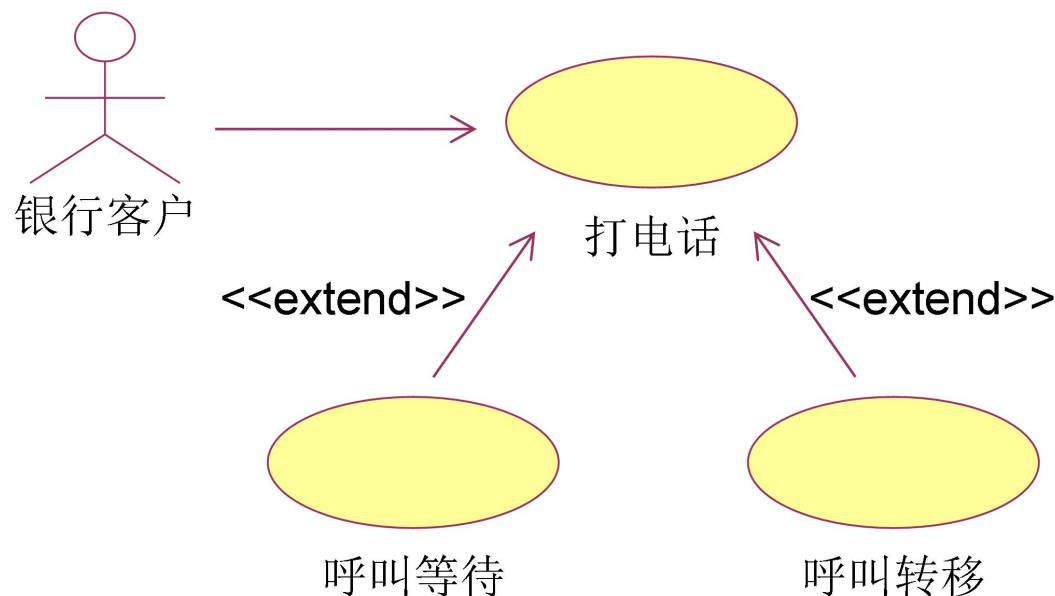 银行客户
打电话
<<extend>>
<<extend>>
呼叫等待
呼叫转移